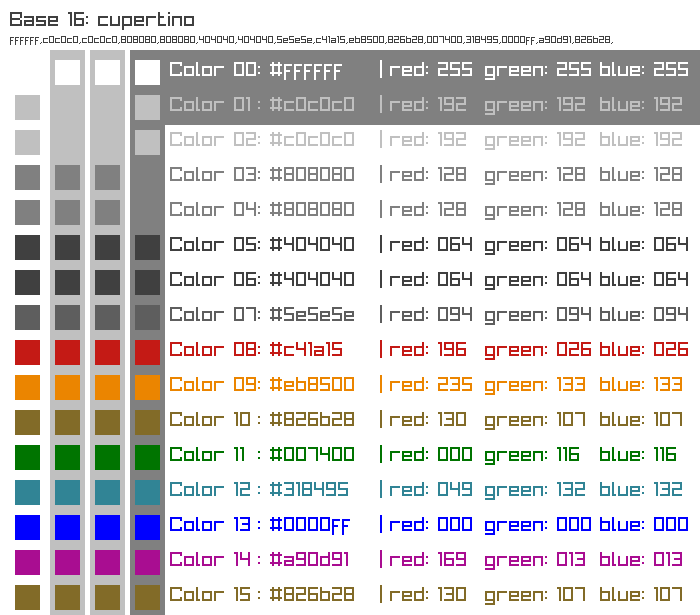 Base 16: cupertino
ffffff,c0c0c0,c0c0c0,808080,808080,404040,404040,5e5e5e,c41a15,eb8500,826b28,007400,318495,0000ff,a90d91,826b28,
Color 00: #ffffff | red: 255 green: 255 blue: 255
Color 01 : #c0c0c0 | red: 192 green: 192 blue: 192
Color 02: #c0c0c0 | red: 192 green: 192 blue: 192
Color 03: #808080 | red: 128 green: 128 blue: 128
Color 04: #808080 | red: 128 green: 128 blue: 128
Color 05: #404040 | red: 064 green: 064 blue: 064
Color 06: #404040 | red: 064 green: 064 blue: 064
Color 07: #5e5e5e | red: 094 green: 094 blue: 094
Color 08: #c41a15 | red: 196 green: 026 blue: 026
Color 09: #eb8500 | red: 235 green: 133 blue: 133
Color 10 : #826b28 | red: 130 green: 107 blue: 107
Color 11 : #007400 | red: 000 green: 116 blue: 116
Color 12 : #318495 | red: 049 green: 132 blue: 132
Color 13 : #0000ff | red: 000 green: 000 blue: 000
Color 14 : #a90d91 | red: 169 green: 013 blue: 013
Color 15 : #826b28 | red: 130 green: 107 blue: 107